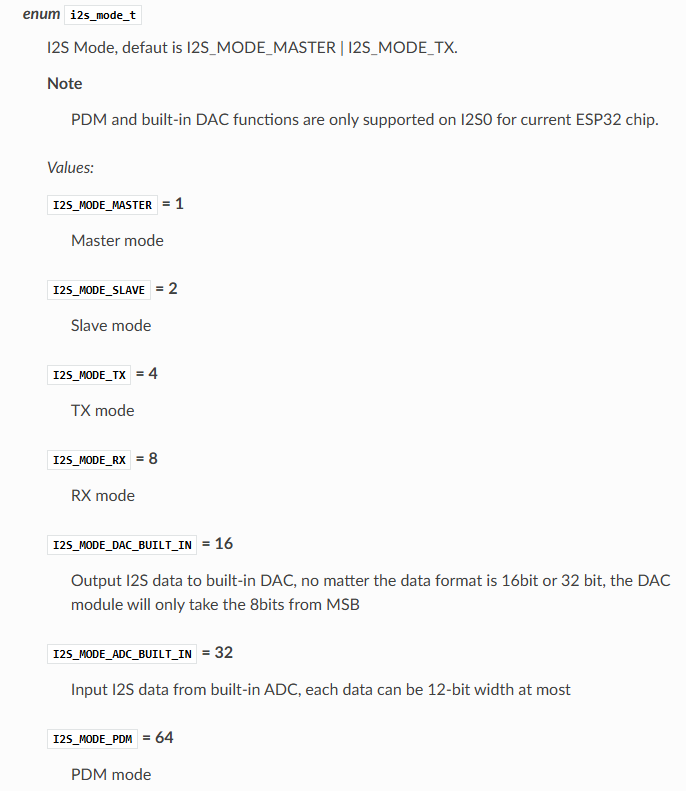 enum i2s_mode_t
I2S Mode, defaut is I2S_MODE_MASTER | I2S_MODE_TX.
Note
PDM and built-in DAC functions are only supported on I2S0 for current ESP32 chip.
Values:
I2S_MODE_MASTER = 1
Master mode
I2S_MODE_SLAVE = 2
Slave mode
I2S_MODE_TX = 4
TX mode
I2S_MODE_RX = 8
RX mode
I2S_MODE_DAC_BUILT_IN = 16
Output I2S data to built-in DAC, no matter the data format is 16bit or 32 bit, the DAC
module will only take the 8bits from MSB
I2S_MODE_ADC_BUILT_IN = 32
Input I2S data from built-in ADC, each data can be 12-bit width at most
I2S_MODE_PDM = 64
PDM mode